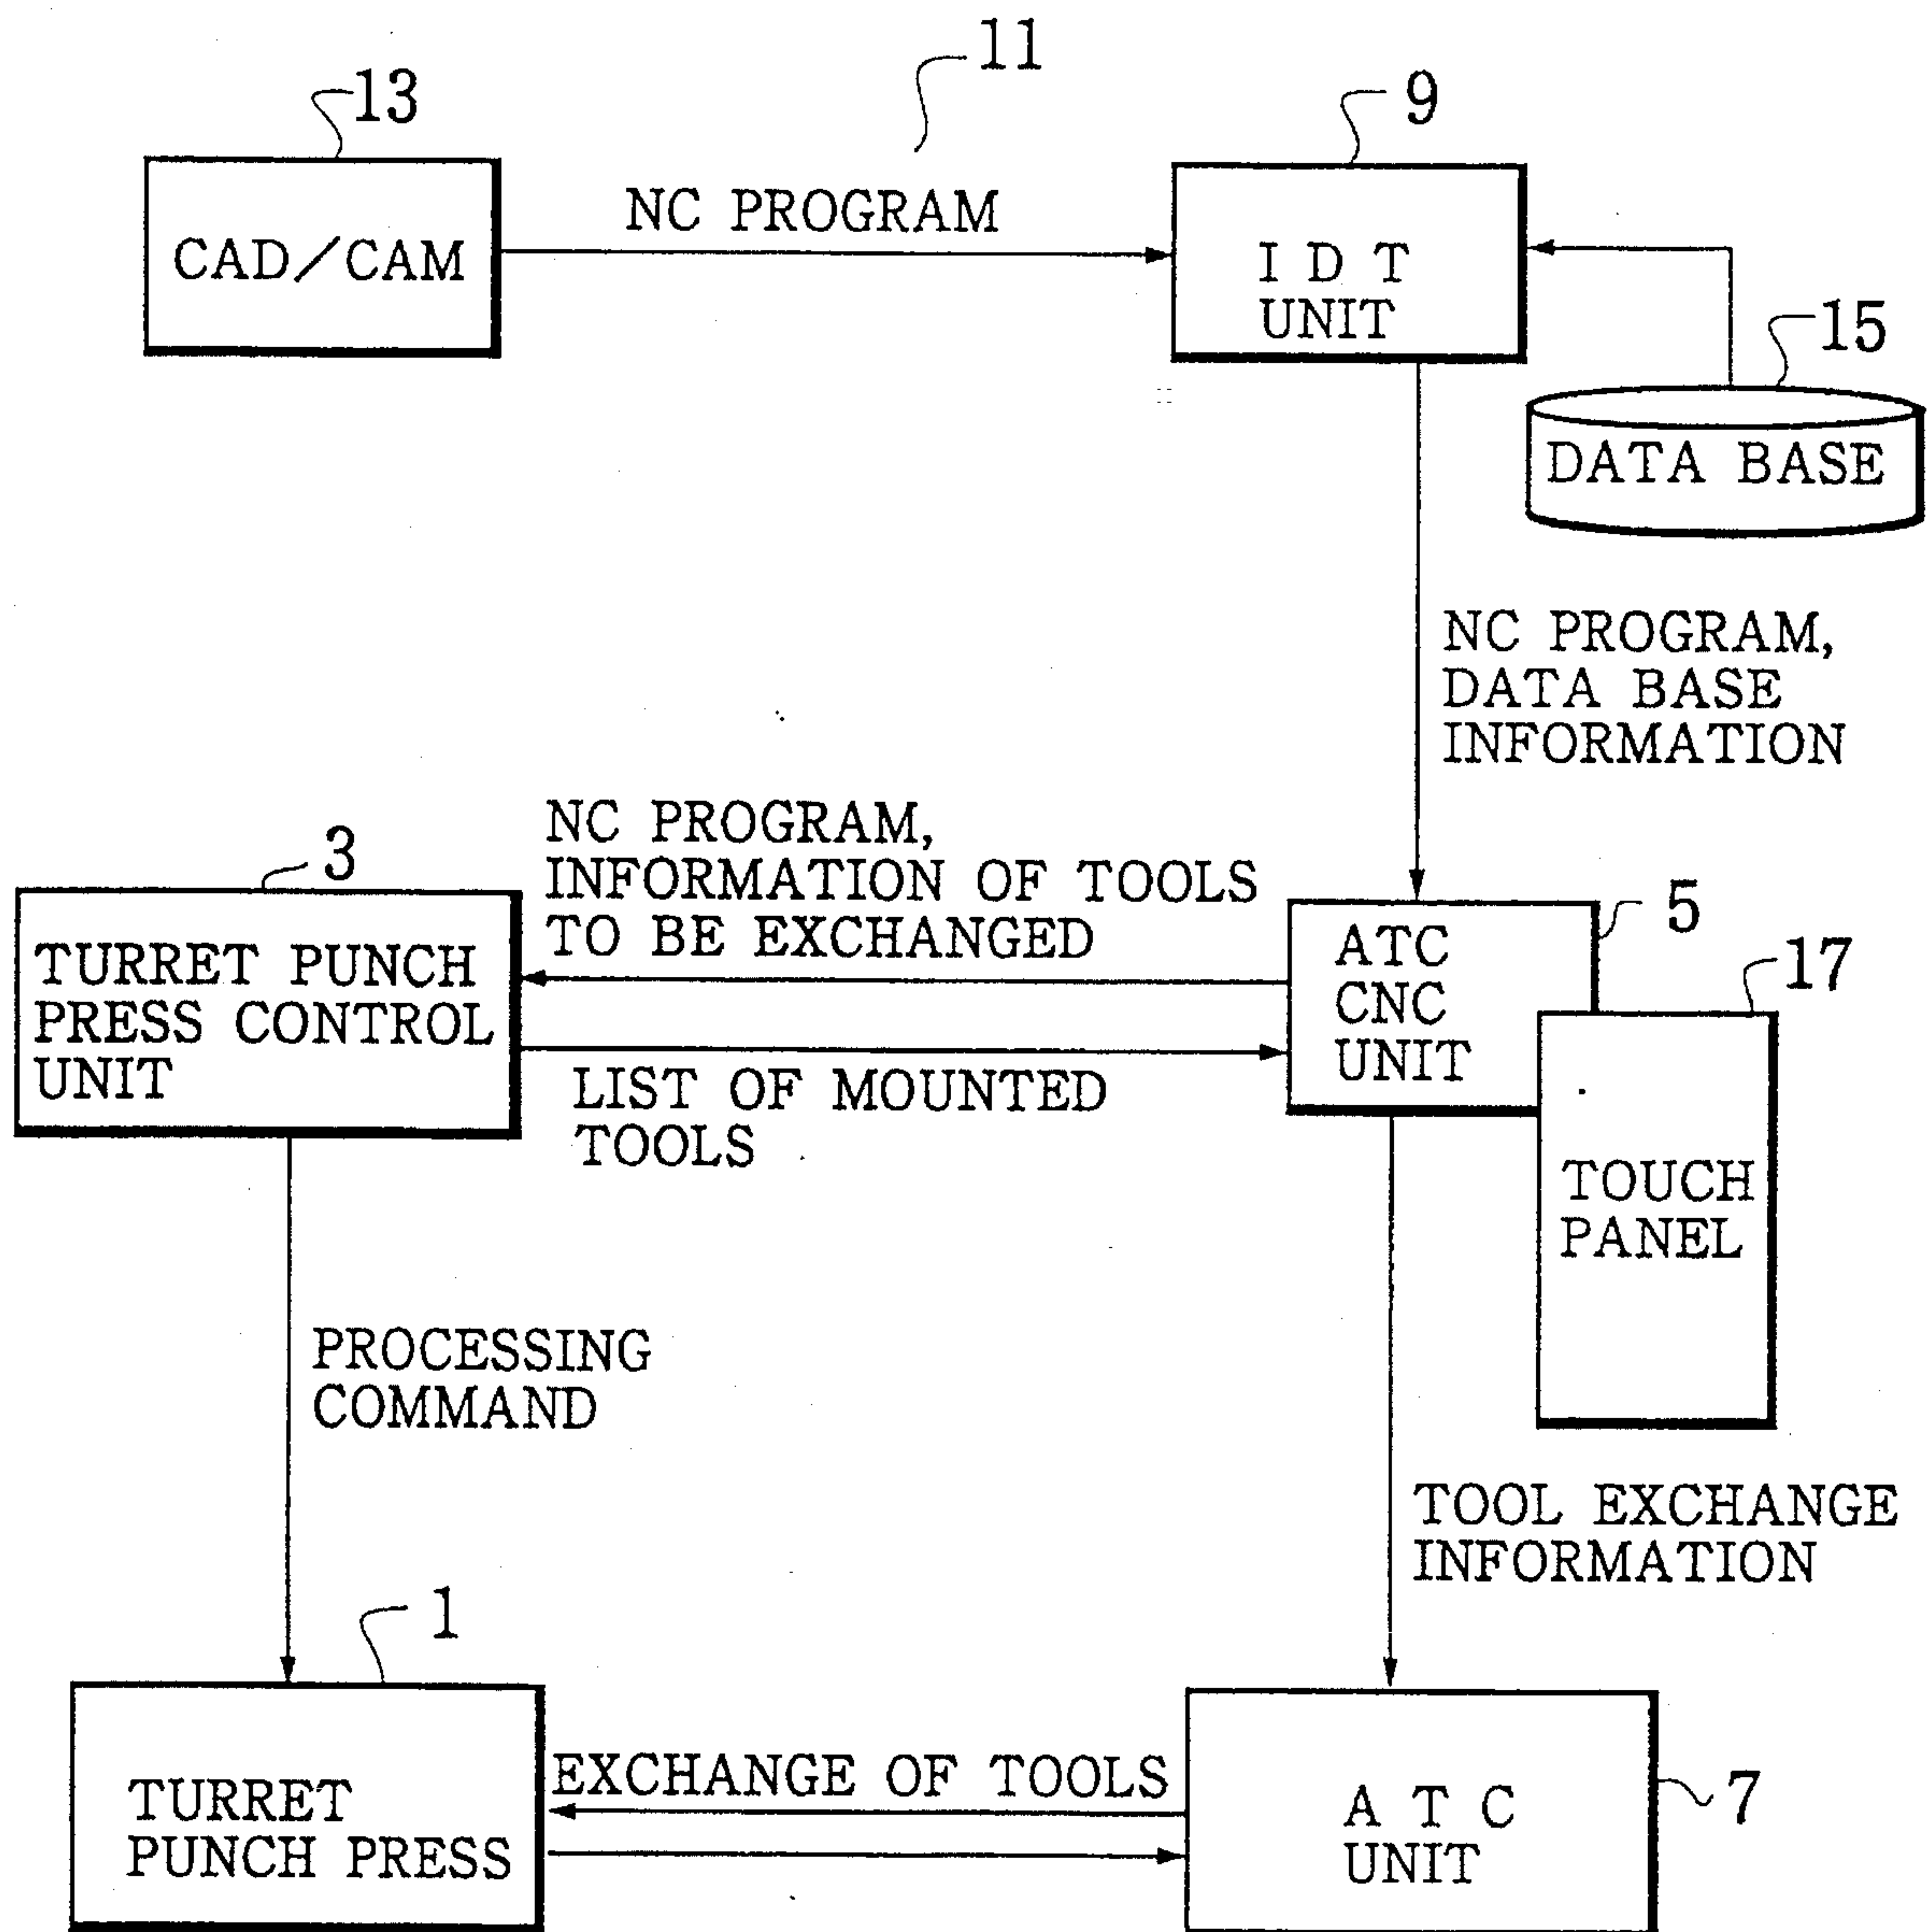 11
13
9
CAD/CAM
NC PROGRAM
I D T
UNIT
15
DATA BASE
NC PROGRAM,
DATA BASE
INFORMATION
3
NC PROGRAM,
INFORMATION OF TOOLS
TO BE EXCHANGED
5
17
TURRET PUNCH
PRESS CONTROL
UNIT
ATC
CNC
UNIT
LIST OF MOUNTED
TOOLS
TOUCH
PANEL
PROCESSING
COMMAND
TOOL EXCHANGE
INFORMATION
1
TURRET
PUNCH PRESS
EXCHANGE OF TOOLS
A T C
UNIT
7